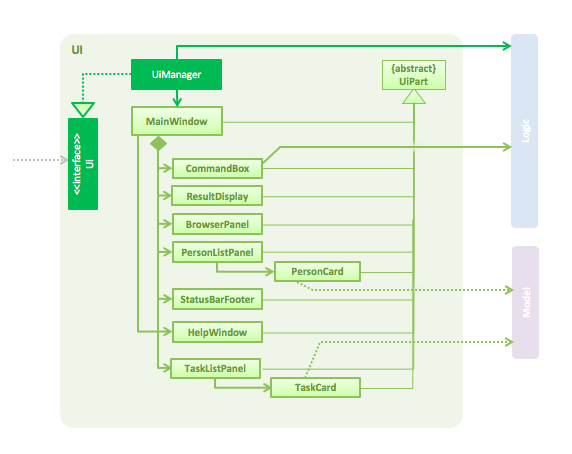 UI
UiManager
{abstract}
UiPart
<<interface>>
Ui
MainWindow
Logic
CommandBox
ResultDisplay
BrowserPanel
PersonListPanel
PersonCard
StatusBarFooter
Model
HelpWindow
TaskListPanel
TaskCard